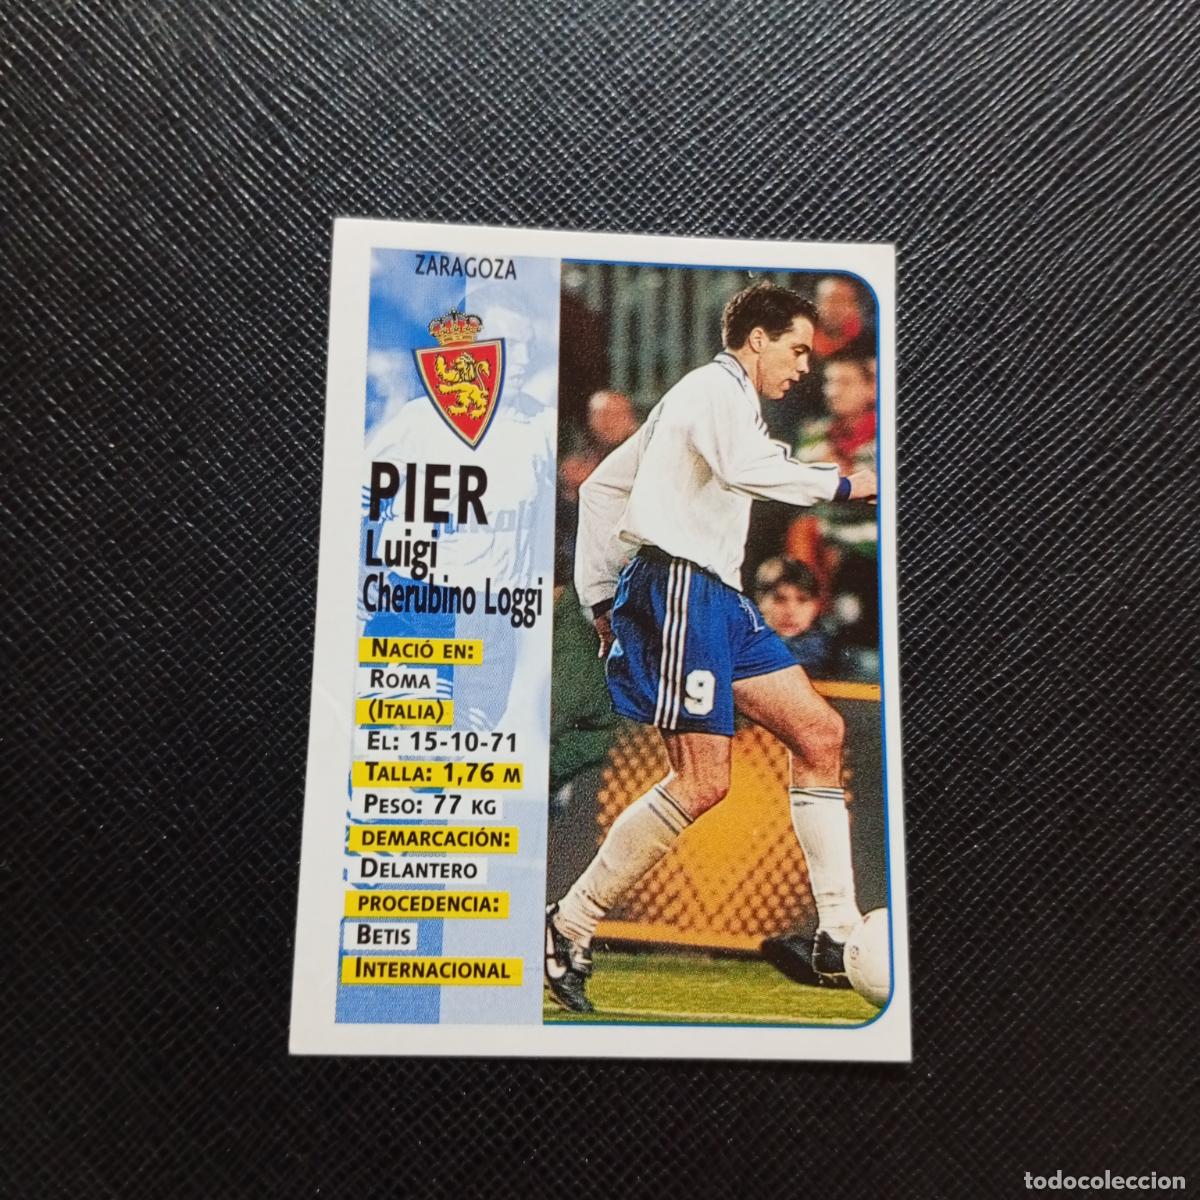 ZARAGOZA
PIER
Luigi
Cherubino Loggi
NACIÓ EN:
ROMA
(ITALIA)
EL: 15-10-71
TALLA: 1,76 M
PESO: 77 KG
DEMARCACIÓN:
DELANTERO
PROCEDENCIA:
BETIS
INTERNACIONAL
9
todocoleccion